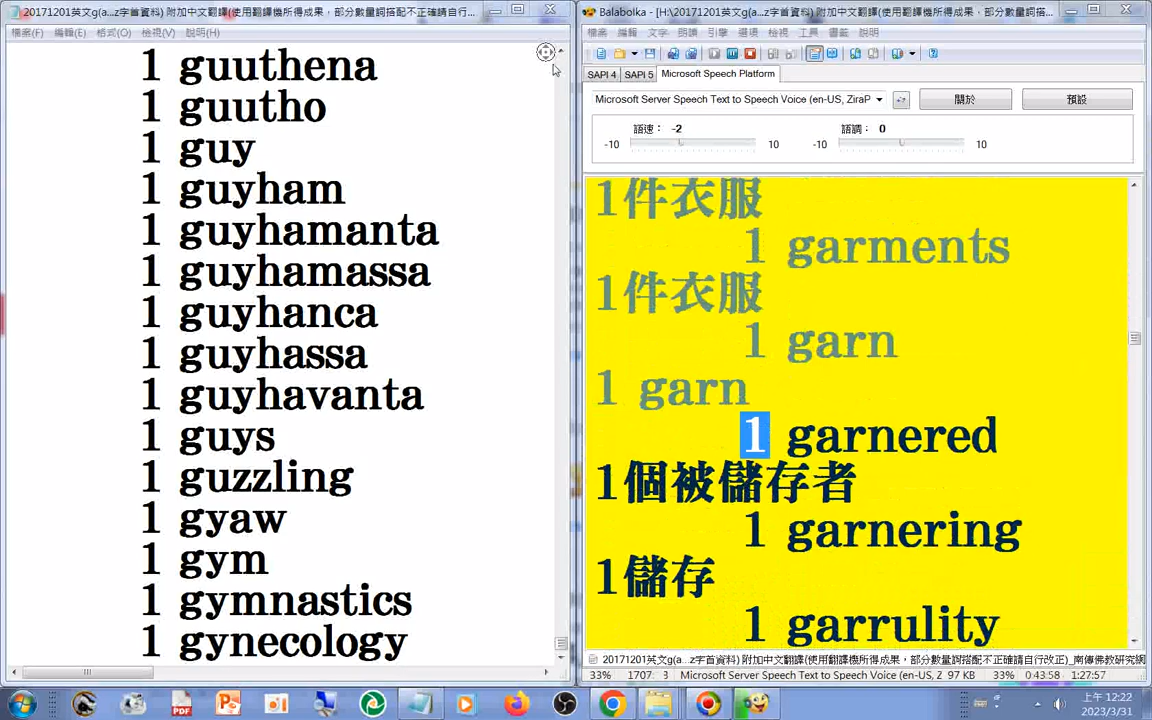 20171201英文g(a...z字首資料) 附加中文翻譯(使用翻譯機所得成果，部分數量詞搭配不正確請自行...
檔案(F) 編輯(E) 格式(O) 檢視(V) 說明(H)
1 guuthena
1 guutho
1 guy
1 guyham
1 guyhamanta
1 guyhamassa
1 guyhanca
1 guyhassa
1 guyhavanta
1 guys
1 guzzling
1 gyaw
1 gym
1 gymnastics
1 gynecology
Balabolka - [H:\20171201英文g(a...z字首資料) 附加中文翻譯(使用翻譯機所得成果，部分數量詞搭配不正確請自...
檔案 編輯 文字 朗讀 引擎 選項 檢視 工具 書籤 說明
SAPI 4 SAPI 5 Microsoft Speech Platform
Microsoft Server Speech Text to Speech Voice (en-US, ZiraP 關於 預設
語速： -2 語調： 0
-10 10 -10 10
1件衣服
1 garments
1件衣服
1 garn
1 garn
1 garnered
1個被儲存者
1 garnering
1儲存
1 garrulity
20171201英文g(a...z字首資料) 附加中文翻譯(使用翻譯機所得成果，部分數量詞搭配不正確請自行改正)_南傳佛教研究網
33% 1707: 3 Microsoft Server Speech Text to Speech Voice (en-US, Z 97 KB 33% 0:43:58 1:27:57
上午 12:22
2023/3/31